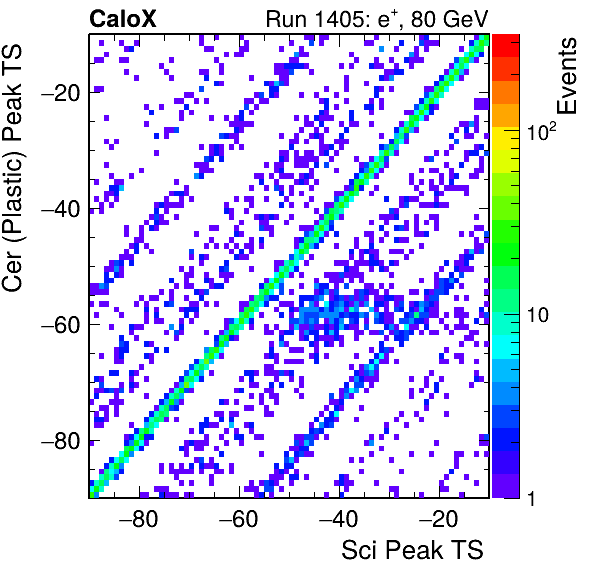 CaloX Run 1405: e+, 80 GeV
Cer (Plastic) Peak TS
−20
−40
−60
−80
−80 −60 −40 −20
Sci Peak TS
Events
10²
10
1